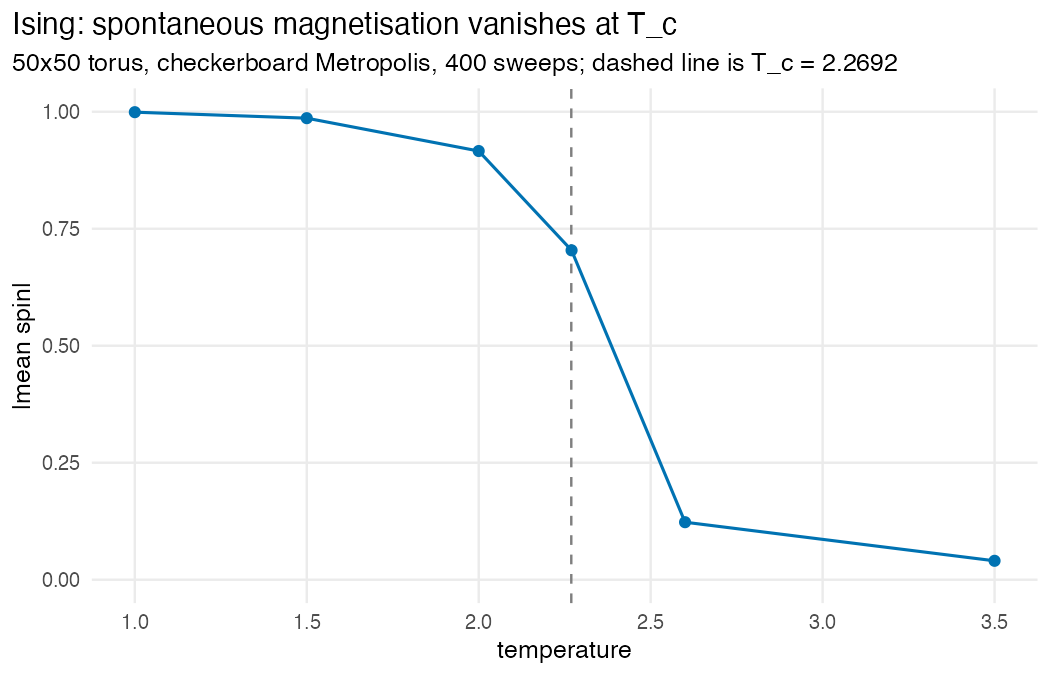 Ising: spontaneous magnetisation vanishes at T_c
50x50 torus, checkerboard Metropolis, 400 sweeps; dashed line is T_c = 2.2692
1.00
0.75
0.50
0.25
0.00
|mean spin|
1.0 1.5 2.0 2.5 3.0 3.5
temperature